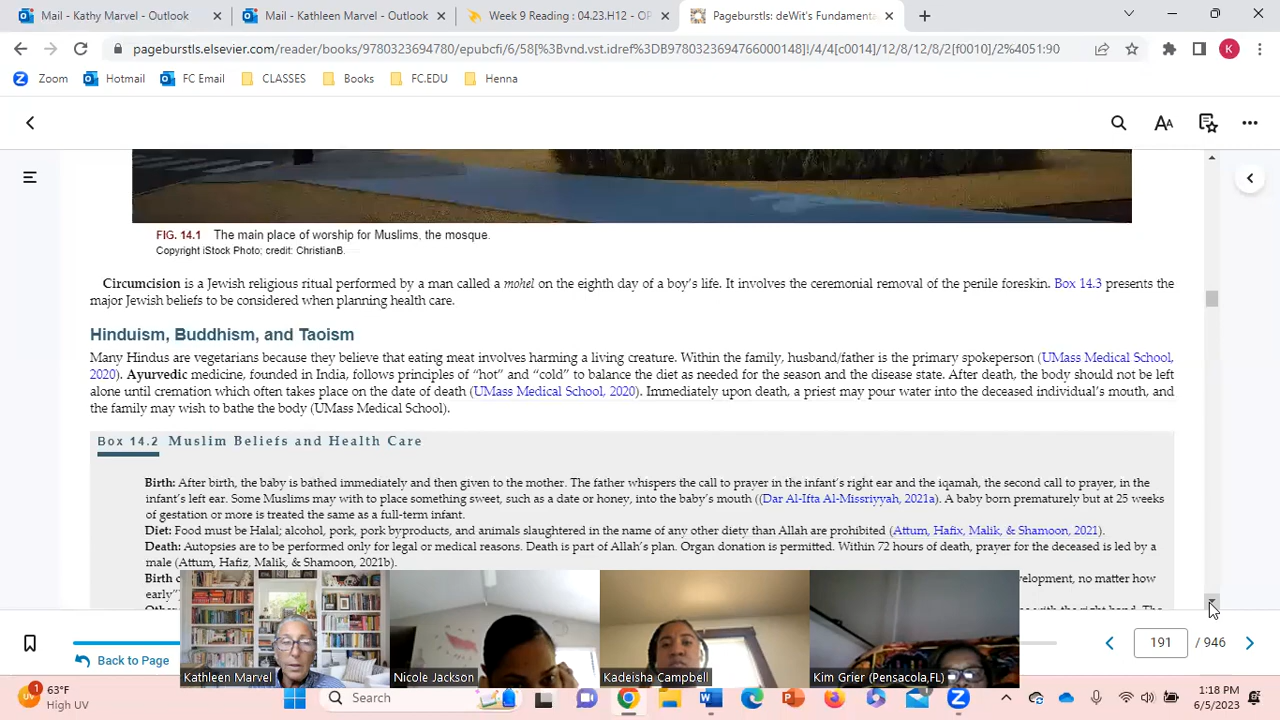 Mail - Kathy Marvel - Outlook
Mail - Kathleen Marvel - Outlook
Week 9 Reading : 04.23.H12 - OP
Pageburstls: deWit's Fundamenta
pageburstls.elsevier.com/reader/books/9780323694780/epubcfi/6/58[%3Bvnd.vst.idref%3DB9780323694776000148]!/4/4[c0014]/12/8/12/8/2[f0010]/2%4051:90
K
Zoom
Hotmail
FC Email
CLASSES
Books
FC.EDU
Henna
FIG. 14.1 The main place of worship for Muslims, the mosque.
Copyright iStock Photo; credit: ChristianB.
Circumcision is a Jewish religious ritual performed by a man called a mohel on the eighth day of a boy's life. It involves the ceremonial removal of the penile foreskin. Box 14.3 presents the
major Jewish beliefs to be considered when planning health care.
Hinduism, Buddhism, and Taoism
Many Hindus are vegetarians because they believe that eating meat involves harming a living creature. Within the family, husband/father is the primary spokeperson (UMass Medical School,
2020). Ayurvedic medicine, founded in India, follows principles of “hot” and “cold” to balance the diet as needed for the season and the disease state. After death, the body should not be left
alone until cremation which often takes place on the date of death (UMass Medical School, 2020). Immediately upon death, a priest may pour water into the deceased individual's mouth, and
the family may wish to bathe the body (UMass Medical School).
Box 14.2 Muslim Beliefs and Health Care
Birth: After birth, the baby is bathed immediately and then given to the mother. The father whispers the call to prayer in the infant's right ear and the iqamah, the second call to prayer, in the
infant's left ear. Some Muslims may with to place something sweet, such as a date or honey, into the baby's mouth ((Dar Al-Ifta Al-Missriyyah, 2021a). A baby born prematurely but at 25 weeks
of gestation or more is treated the same as a full-term infant.
Diet: Food must be Halal; alcohol, pork, pork byproducts, and animals slaughtered in the name of any other diety than Allah are prohibited (Attum, Hafix, Malik, & Shamoon, 2021).
Death: Autopsies are to be performed only for legal or medical reasons. Death is part of Allah's plan. Organ donation is permitted. Within 72 hours of death, prayer for the deceased is led by a
male (Attum, Hafiz, Malik, & Shamoon, 2021b).
Birth velopment, no matter how
early”
with the right hand. The
191 / 946
Back to Page
Kathleen Marvel
Nicole Jackson
Kadeisha Campbell
Kim Grier (Pensacola,FL)
1
63°F
High UV
Search
1:18 PM
6/5/2023